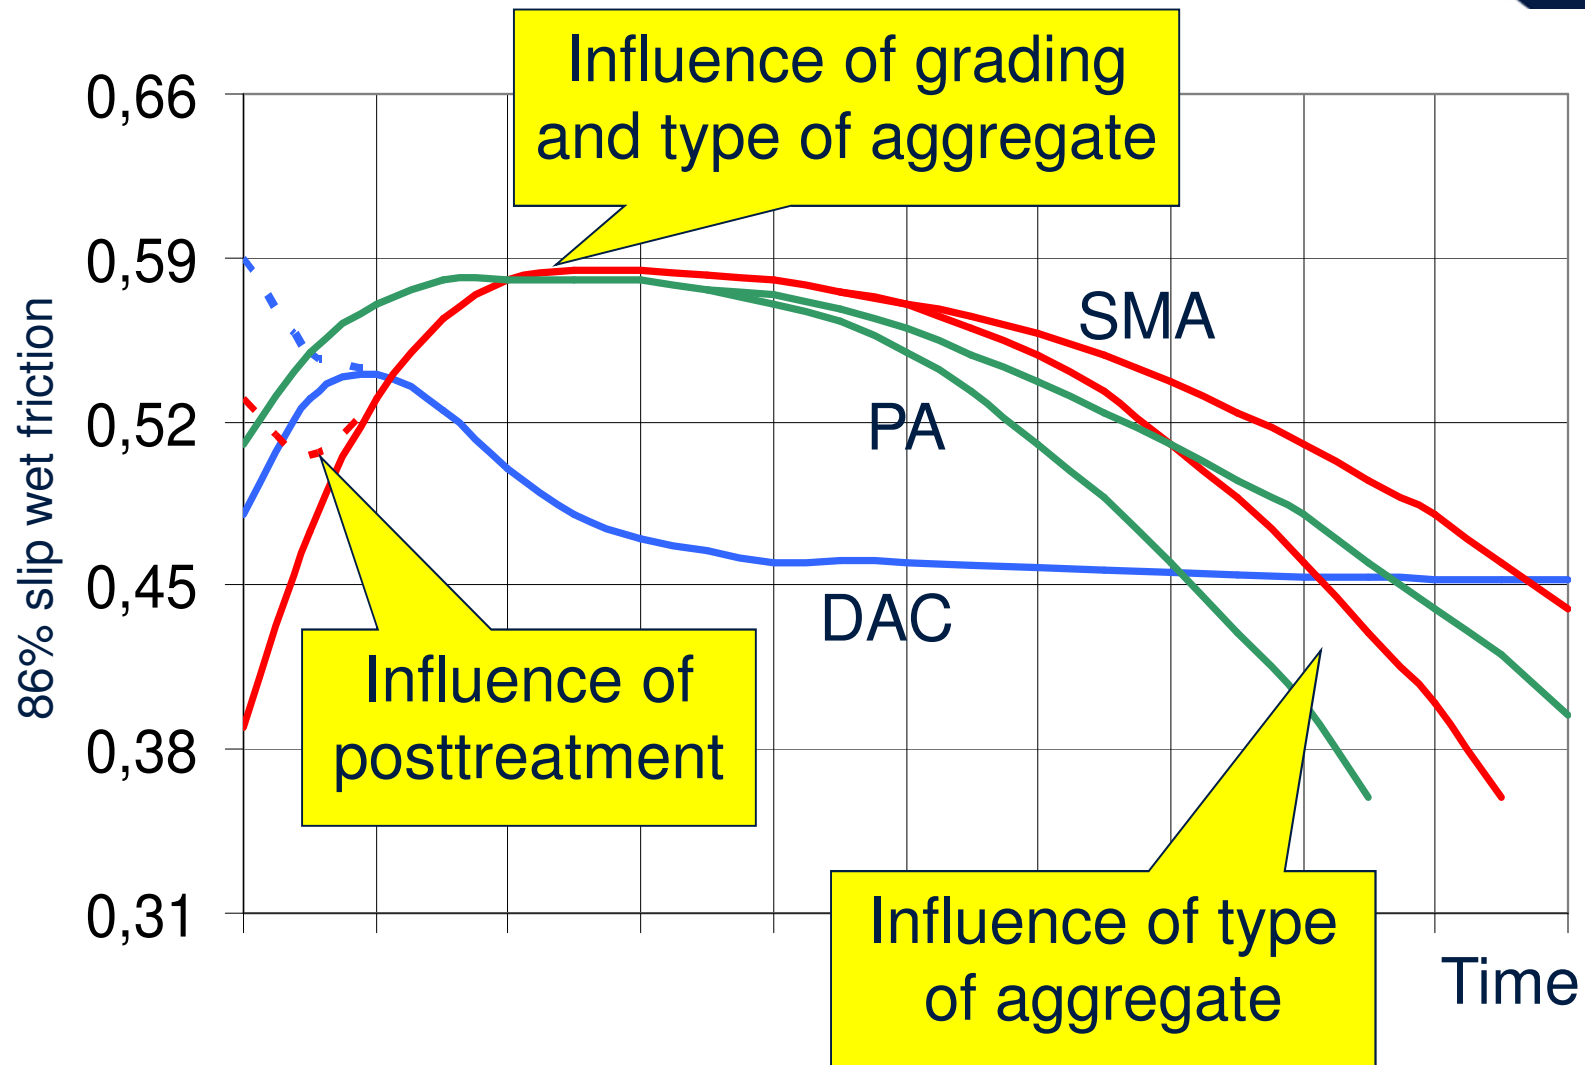 Influence of grading
and type of aggregate
0,66
0,59
0,52
0,45
0,38
0,31
86% slip wet friction
SMA
PA
DAC
Influence of
posttreatment
Influence of type
of aggregate
Time